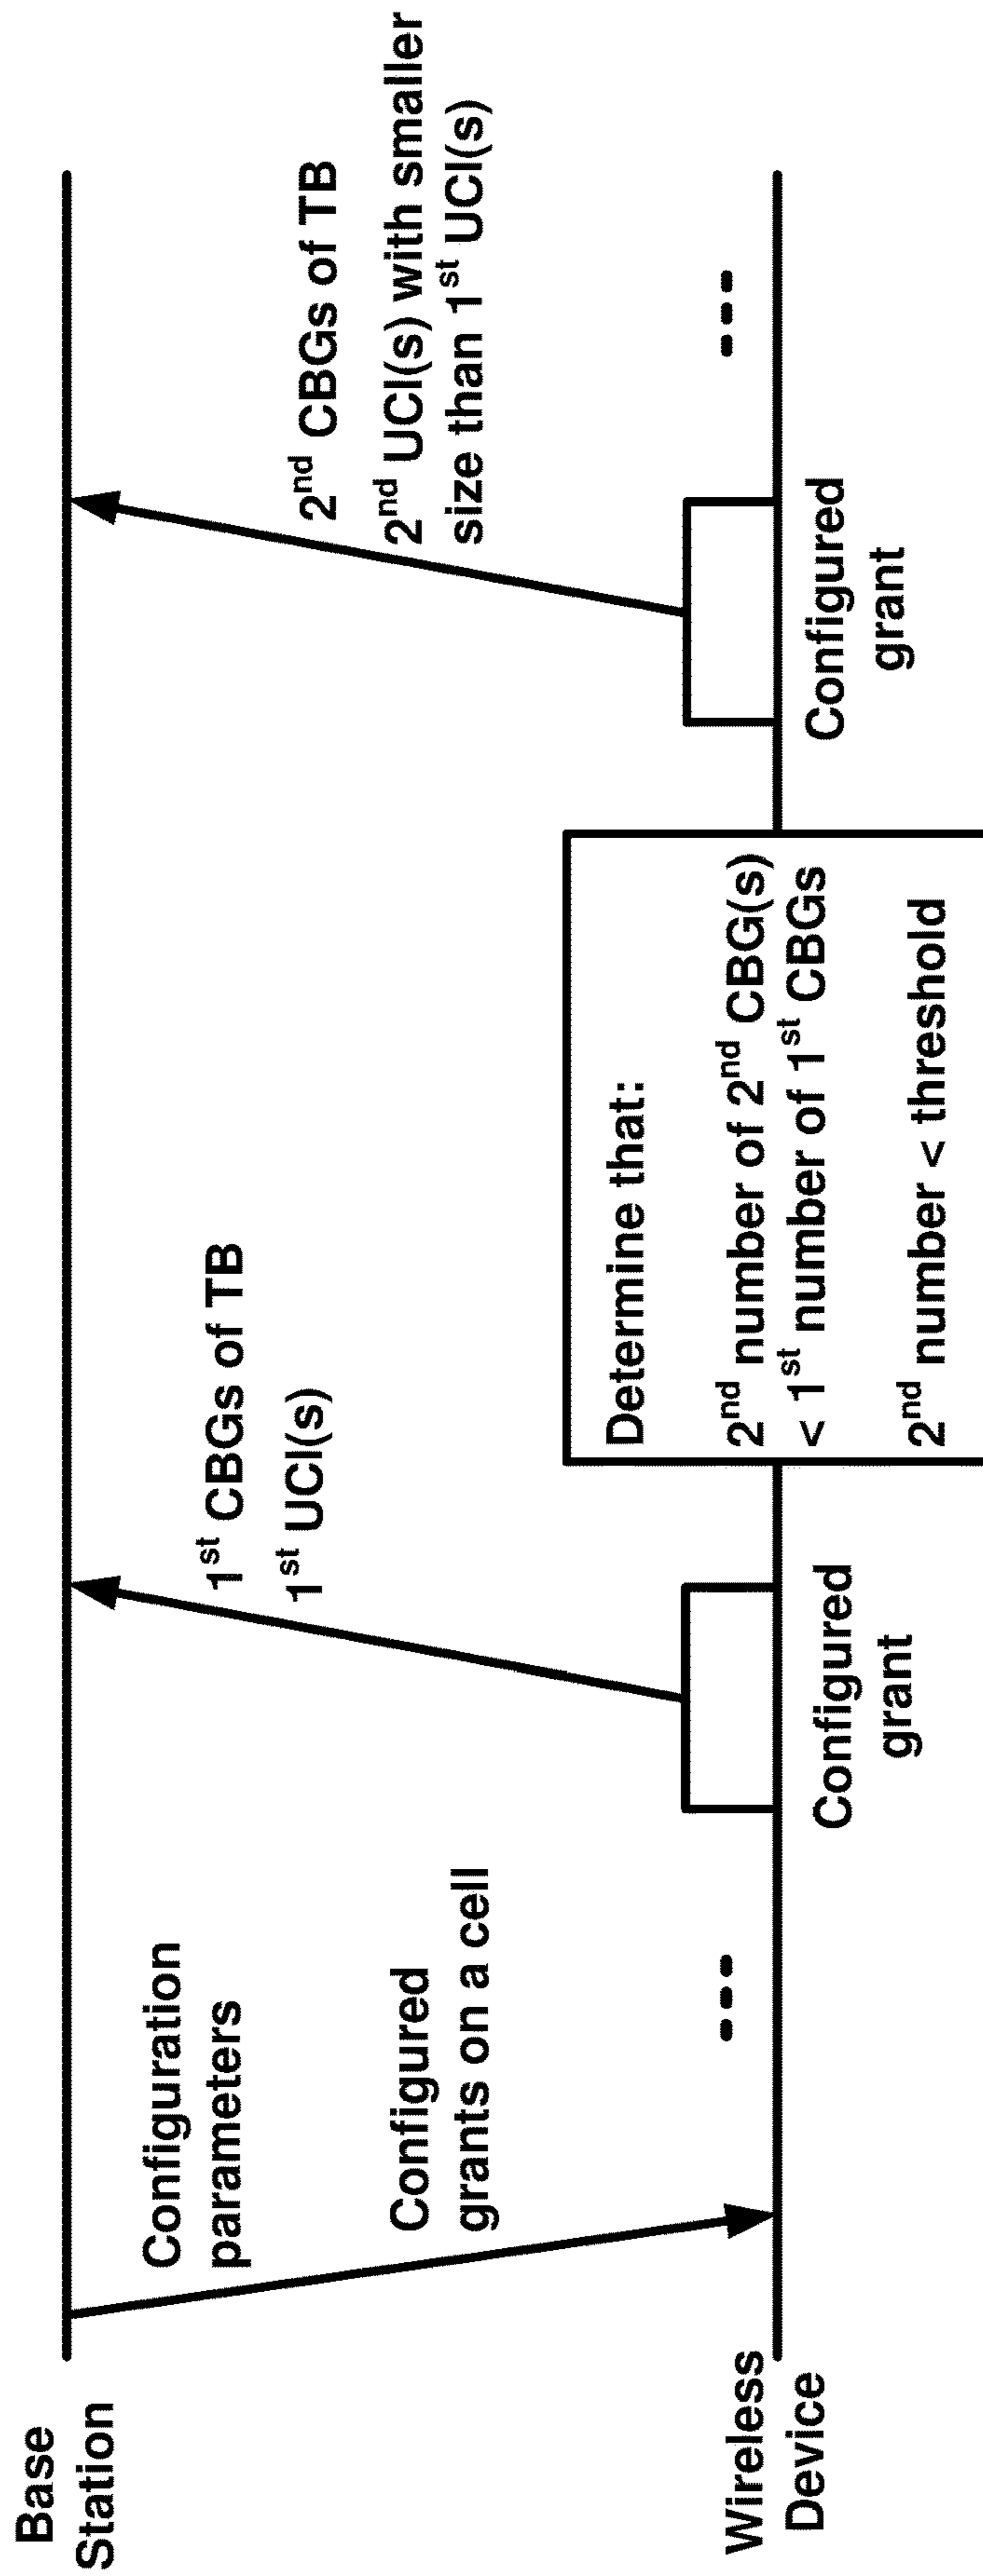 Base
Station
Configuration
parameters
Configured
grants on a cell
1st CBGs of TB
1st UCI(s)
2nd CBGs of TB
2nd UCI(s) with smaller
size than 1st UCI(s)
Wireless
Device
Configured
grant
Determine that:
2nd number of 2nd CBG(s)
< 1st number of 1st CBGs
2nd number < threshold
Configured
grant